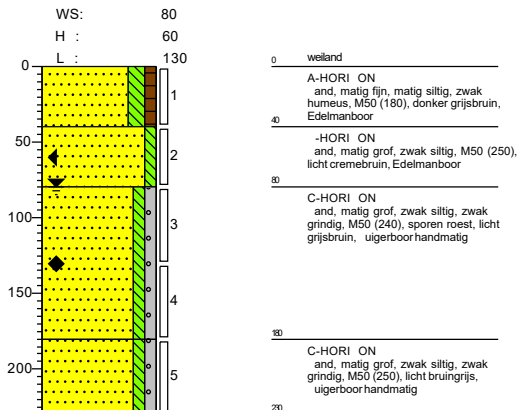 WS: 80
H : 60
L : 130
0
50
100
150
200
1
2
3
4
5
0 weiland
A-HORI ON
and, matig fijn, matig siltig, zwak
humeus, M50 (180), donker grijsbruin,
Edelmanboor
40
-HORI ON
and, matig grof, zwak siltig, M50 (250),
licht cremebruin, Edelmanboor
80
C-HORI ON
and, matig grof, zwak siltig, zwak
grindig, M50 (240), sporen roest, licht
grijsbruin, uigerboor handmatig
180
C-HORI ON
and, matig grof, zwak siltig, zwak
grindig, M50 (250), licht bruingrijs,
uigerboor handmatig
230